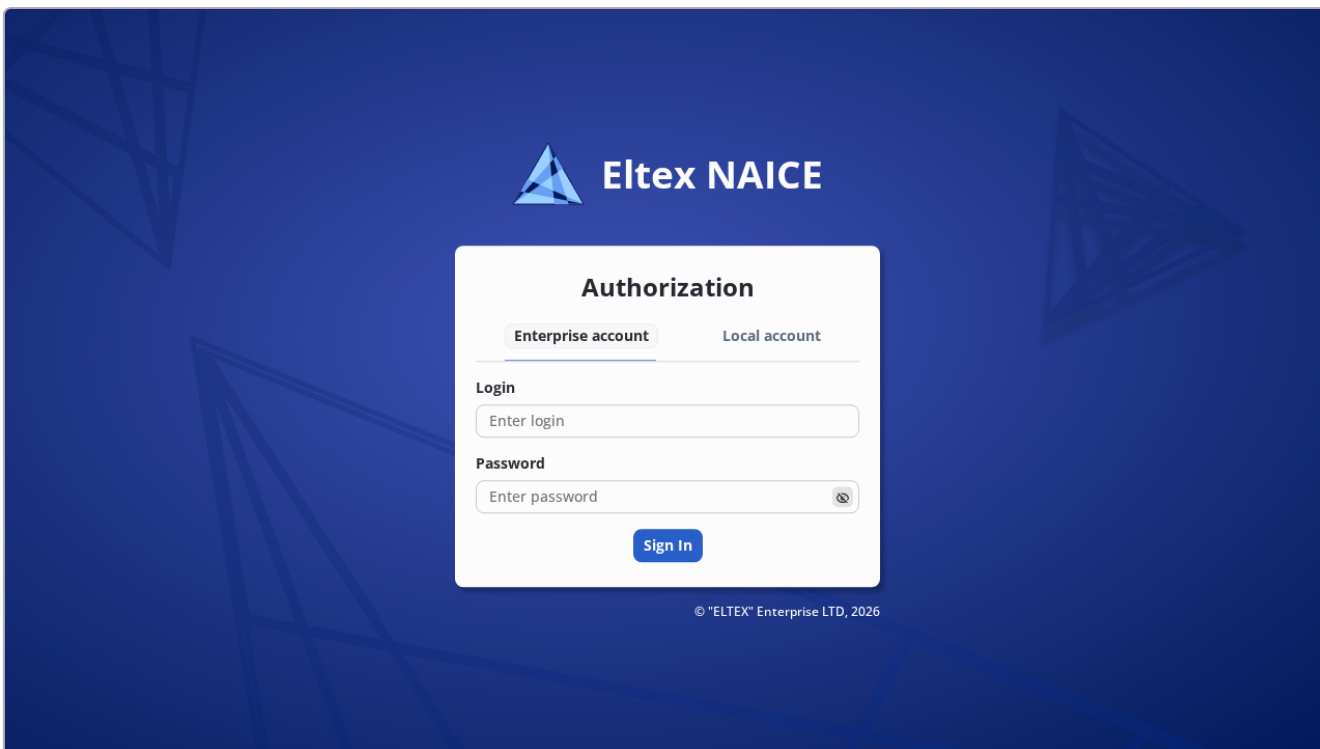 Eltex NAICE
Authorization
Enterprise account Local account
Login
Enter login
Password
Enter password
Sign In
© "ELTEX" Enterprise LTD, 2026